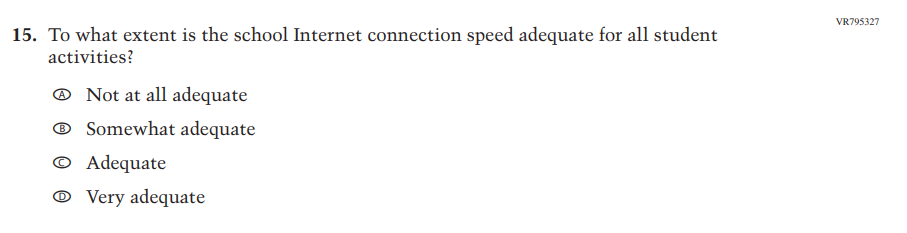 VR795327
15. To what extent is the school Internet connection speed adequate for all student
activities?
Ⓐ Not at all adequate
Ⓑ Somewhat adequate
Ⓒ Adequate
Ⓓ Very adequate